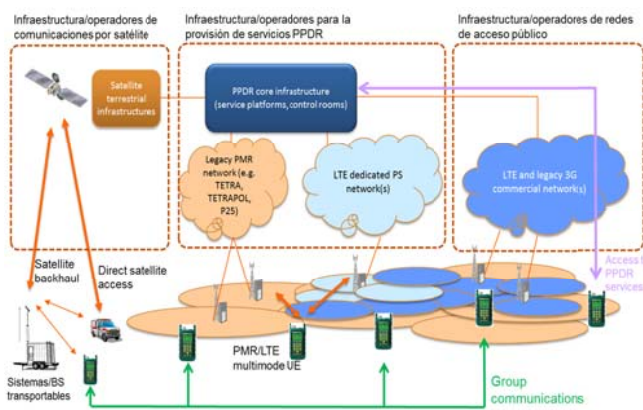 Infraestructura/operadores de
comunicaciones por satélite
Infraestructura/operadores para la
provisión de servicios PPDR
Infraestructura/operadores de redes
de acceso público
Satellite
terrestrial
infrastructures
PPDR core infrastructure
(service platforms, control rooms)
Legacy PMR
network (e.g.
TETRA,
TETRAPOL,
P25)
LTE dedicated PS
network(s)
LTE and legacy 3G
commercial network(s)
Satellite
backhaul
Direct satellite
access
Access t
PPDR
services
PMR/LTE
multimode UE
Sistemas/BS
transportables
Group
communications